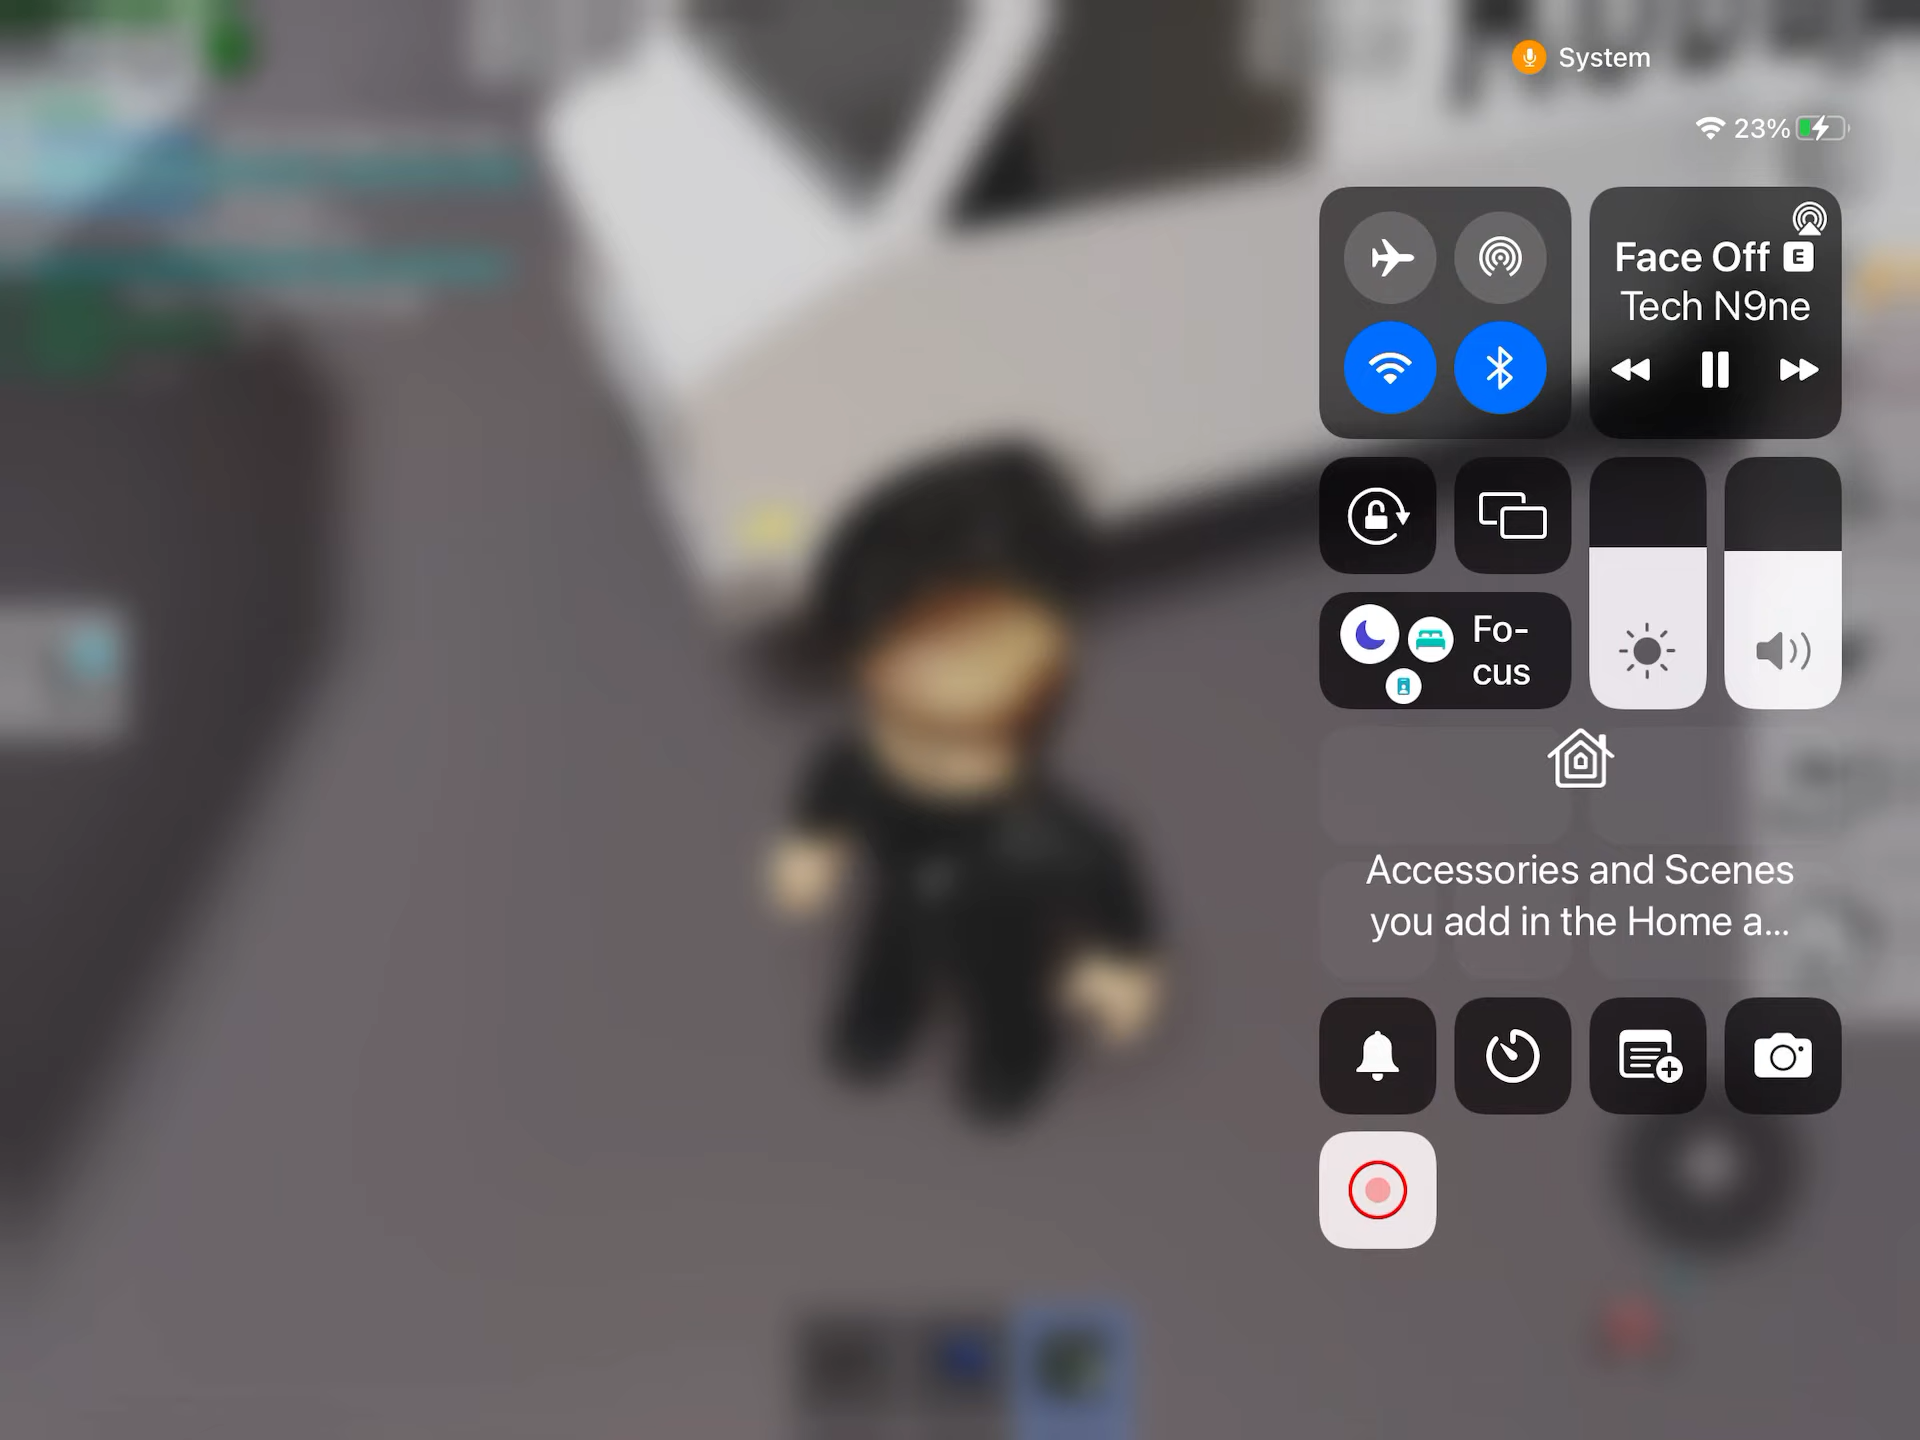 System
23%
Face Off E
Tech N9ne
Fo-
cus
Accessories and Scenes
you add in the Home a...